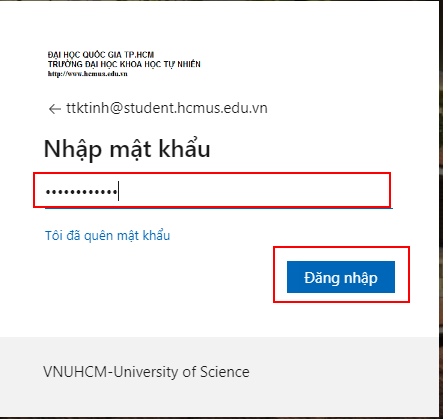 ĐẠI HỌC QUỐC GIA TP.HCM
TRƯỜNG ĐẠI HỌC KHOA HỌC TỰ NHIÊN
http://www.hcmus.edu.vn
← ttktinh@student.hcmus.edu.vn
Nhập mật khẩu
••••••••••••
Tôi đã quên mật khẩu
Đăng nhập
VNUHCM-University of Science